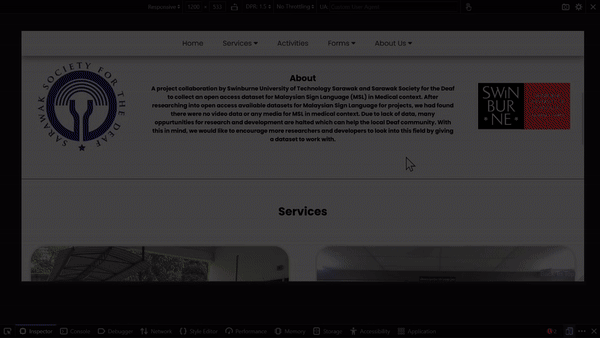 Responsive
1280 x 532
DPR: 1.5
No Throttling
UA:
Custom User Agent
Home
Services
Activities
Forms
About Us
SARAWAK SOCIETY FOR THE DEAF
About
A project collaboration by Swinburne University of Technology Sarawak and Sarawak Society for the Deaf
to collect an open access dataset for Malaysian Sign Language (MSL) in Medical context. After
researching into open access available datasets for Malaysian Sign Language for projects, we had found
there were no video data or any media for MSL in medical context. Due to lack of data, many
opportunities for research and development are halted which can help the local Deaf community. With
this in mind, we would like to encourage more researchers and developers to look into this field by giving
a dataset to work with.
SWIN
BUR
NE
Services
Inspector
Console
Debugger
Network
Style Editor
Performance
Memory
Storage
Accessibility
Application